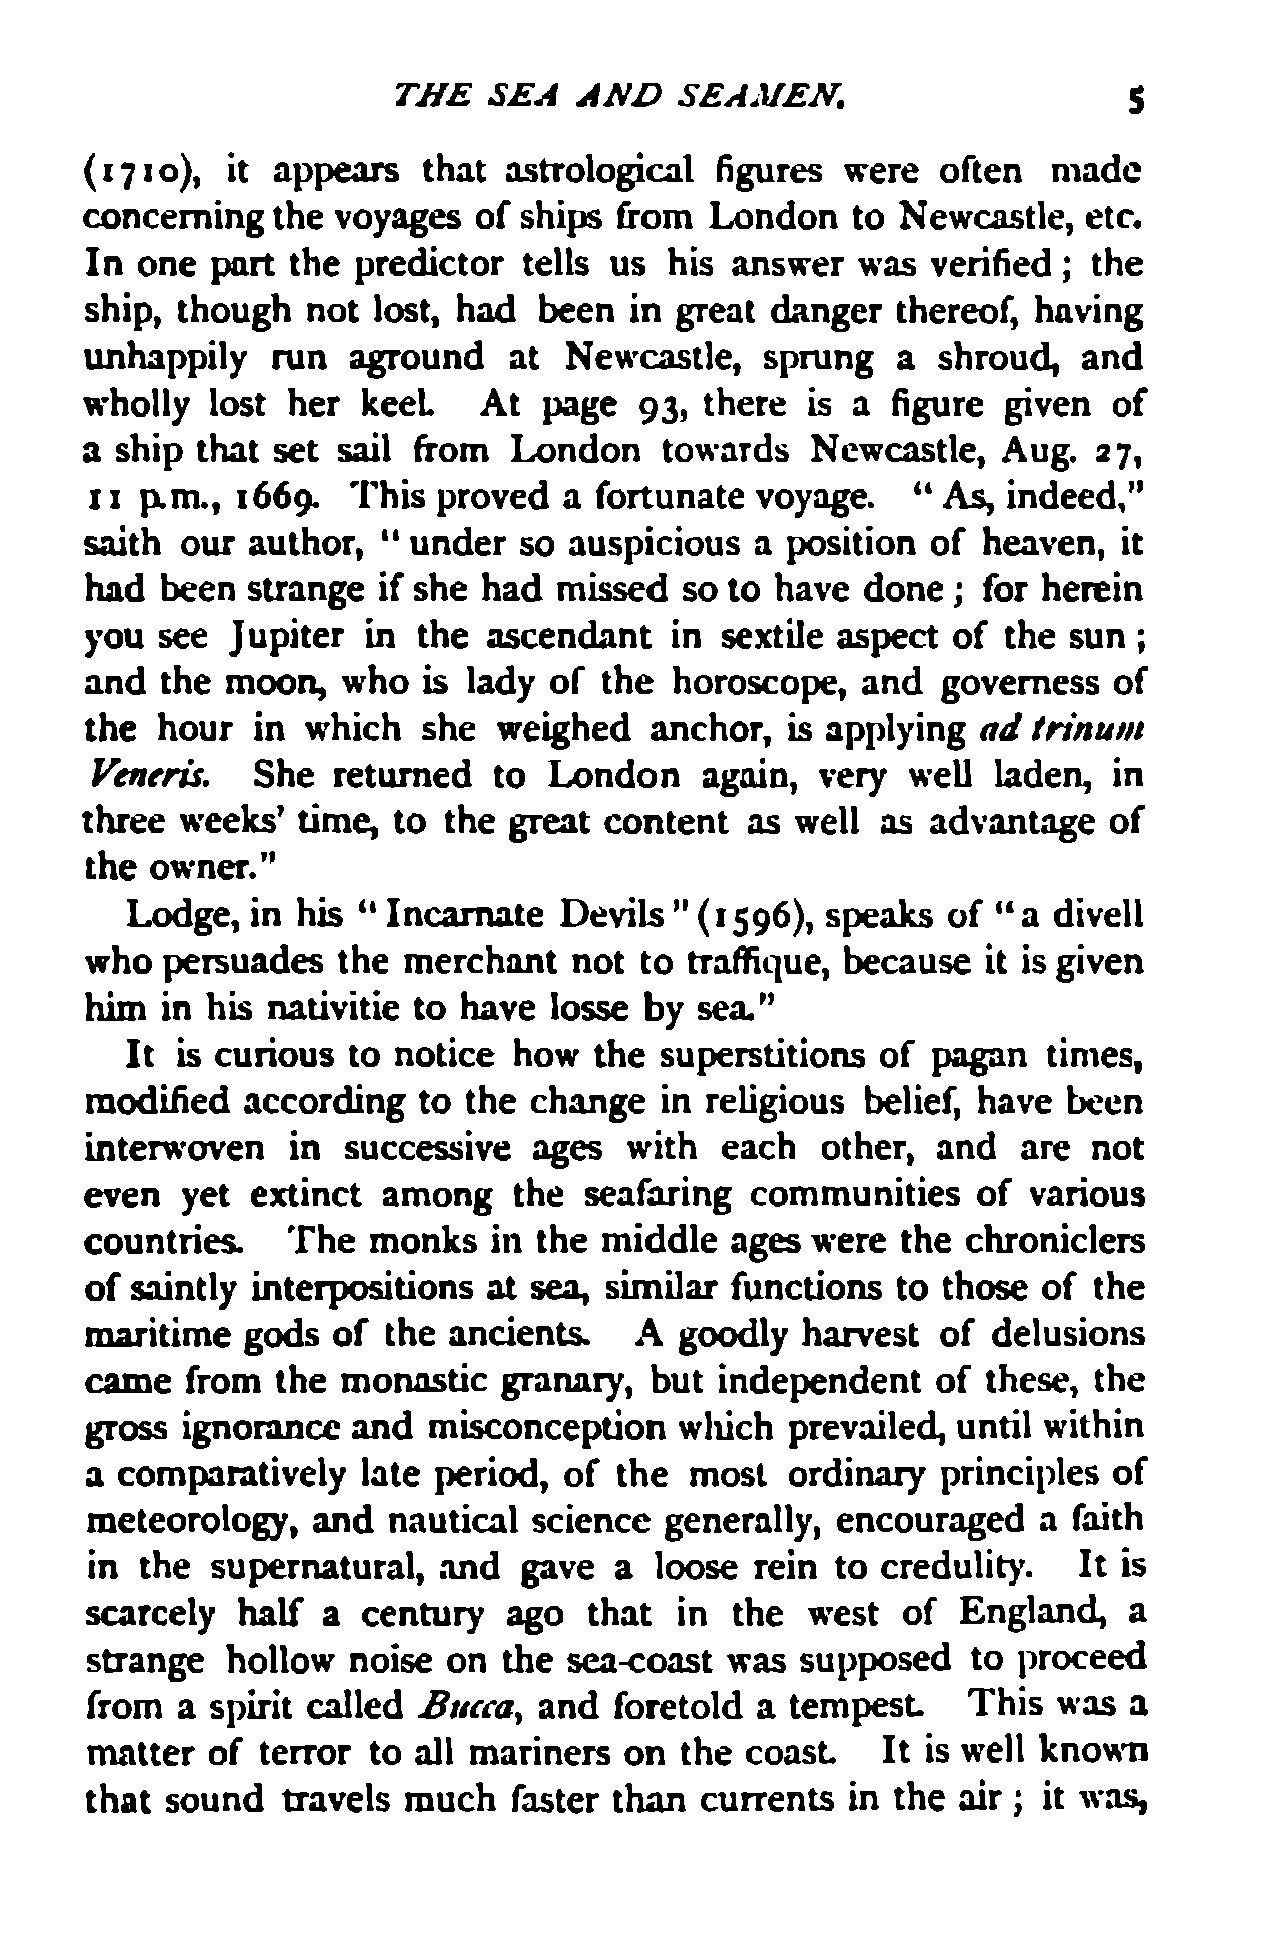 THE SEA AND SEAMEN. 5
(1710), it appears that astrological figures were often made
concerning the voyages of ships from London to Newcastle, etc.
In one part the predictor tells us his answer was verified; the
ship, though not lost, had been in great danger thereof, having
unhappily run aground at Newcastle, sprung a shroud, and
wholly lost her keel. At page 93, there is a figure given of
a ship that set sail from London towards Newcastle, Aug. 27,
11 p.m., 1669. This proved a fortunate voyage. "As, indeed,"
saith our author, "under so auspicious a position of heaven, it
had been strange if she had missed so to have done; for herein
you see Jupiter in the ascendant in sextile aspect of the sun;
and the moon, who is lady of the horoscope, and governess of
the hour in which she weighed anchor, is applying ad trinum
Veneris. She returned to London again, very well laden, in
three weeks' time, to the great content as well as advantage of
the owner."
Lodge, in his "Incarnate Devils" (1596), speaks of "a divell
who persuades the merchant not to traffique, because it is given
him in his nativitie to have losse by sea."
It is curious to notice how the superstitions of pagan times,
modified according to the change in religious belief, have been
interwoven in successive ages with each other, and are not
even yet extinct among the seafaring communities of various
countries. The monks in the middle ages were the chroniclers
of saintly interpositions at sea, similar functions to those of the
maritime gods of the ancients. A goodly harvest of delusions
came from the monastic granary, but independent of these, the
gross ignorance and misconception which prevailed, until within
a comparatively late period, of the most ordinary principles of
meteorology, and nautical science generally, encouraged a faith
in the supernatural, and gave a loose rein to credulity. It is
scarcely half a century ago that in the west of England, a
strange hollow noise on the sea-coast was supposed to proceed
from a spirit called Bucca, and foretold a tempest. This was a
matter of terror to all mariners on the coast. It is well known
that sound travels much faster than currents in the air; it was,